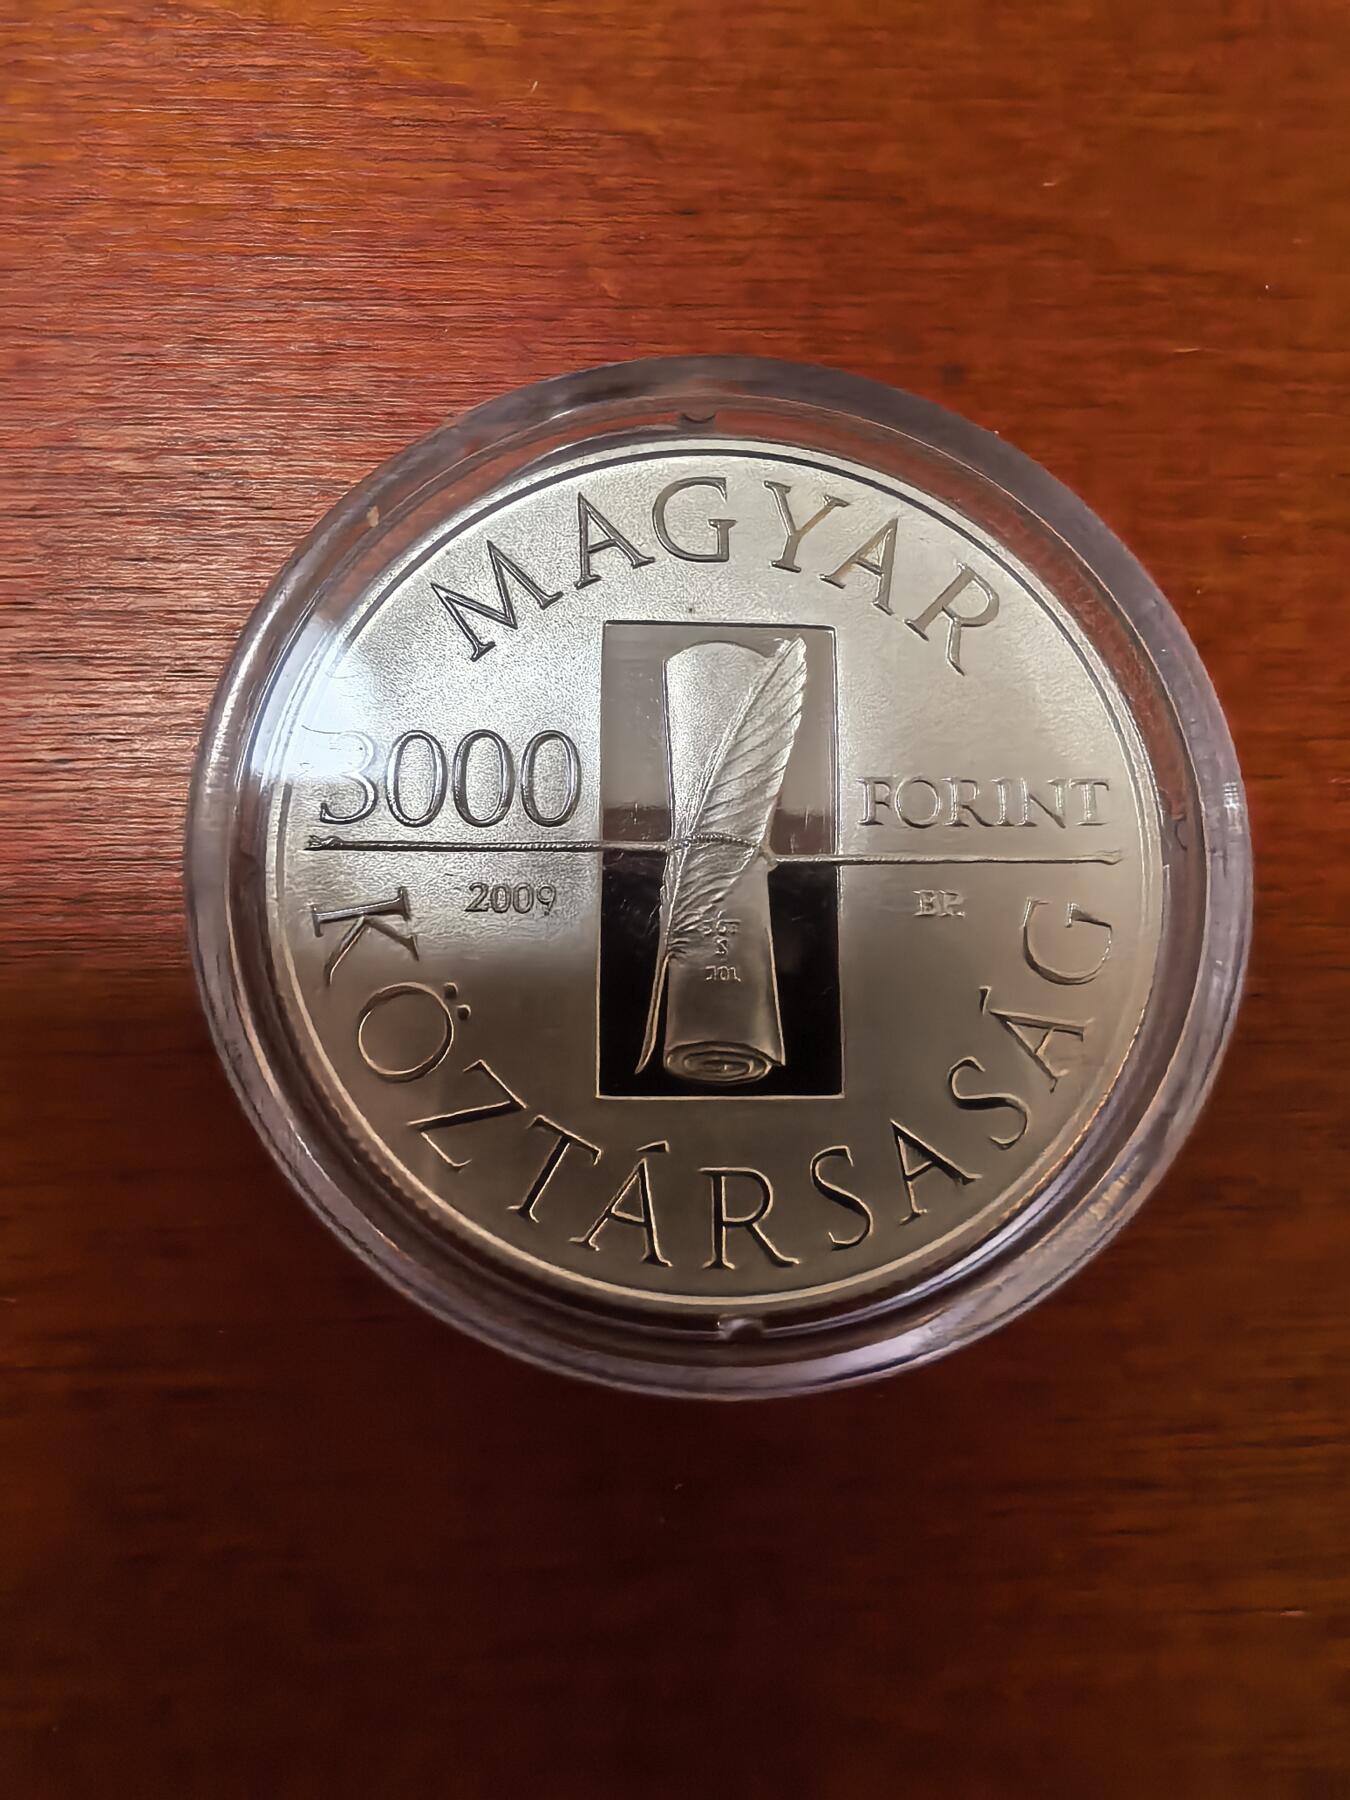 MAGYAR
3000 FORINT
2009 BP.
KÖZTÁRSASÁG